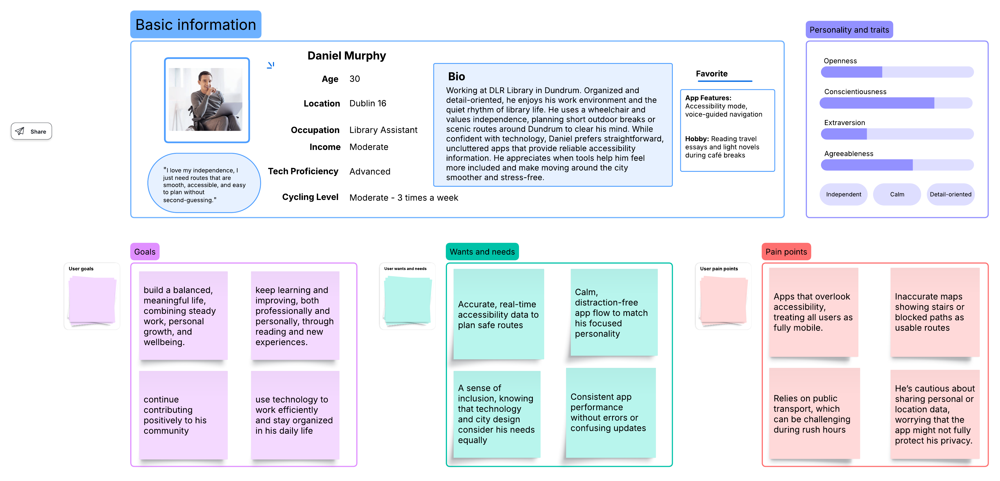 Basic information
Personality and traits
Share
Daniel Murphy
Age 30
Location Dublin 16
Occupation Library Assistant
Income Moderate
Tech Proficiency Advanced
Cycling Level Moderate - 3 times a week
"I love my independence, I
just need routes that are
smooth, accessible, and easy
to plan without
second-guessing."
Bio
Working at DLR Library in Dundrum. Organized and
detail-oriented, he enjoys his work environment and the
quiet rhythm of library life. He uses a wheelchair and
values independence, planning short outdoor breaks or
scenic routes around Dundrum to clear his mind. While
confident with technology, Daniel prefers straightforward,
uncluttered apps that provide reliable accessibility
information. He appreciates when tools help him feel
more included and make moving around the city
smoother and stress-free.
Favorite
App Features:
Accessibility mode,
voice-guided navigation
Hobby: Reading travel
essays and light novels
during café breaks
Openness
Conscientiousness
Extraversion
Agreeableness
Independent
Calm
Detail-oriented
Goals
User goals
build a balanced,
meaningful life,
combining steady
work, personal
growth, and
wellbeing.
keep learning and
improving, both
professionally and
personally, through
reading and new
experiences.
continue
contributing
positively to his
community
use technology to
work efficiently
and stay organized
in his daily life
Wants and needs
User wants and needs
Accurate, real-time
accessibility data to
plan safe routes
Calm,
distraction-free
app flow to match
his focused
personality
A sense of
inclusion, knowing
that technology
and city design
consider his needs
equally
Consistent app
performance
without errors or
confusing updates
Pain points
User pain points
Apps that overlook
accessibility,
treating all users as
fully mobile.
Inaccurate maps
showing stairs or
blocked paths as
usable routes
Relies on public
transport, which
can be challenging
during rush hours
He’s cautious about
sharing personal or
location data,
worrying that the
app might not fully
protect his privacy.